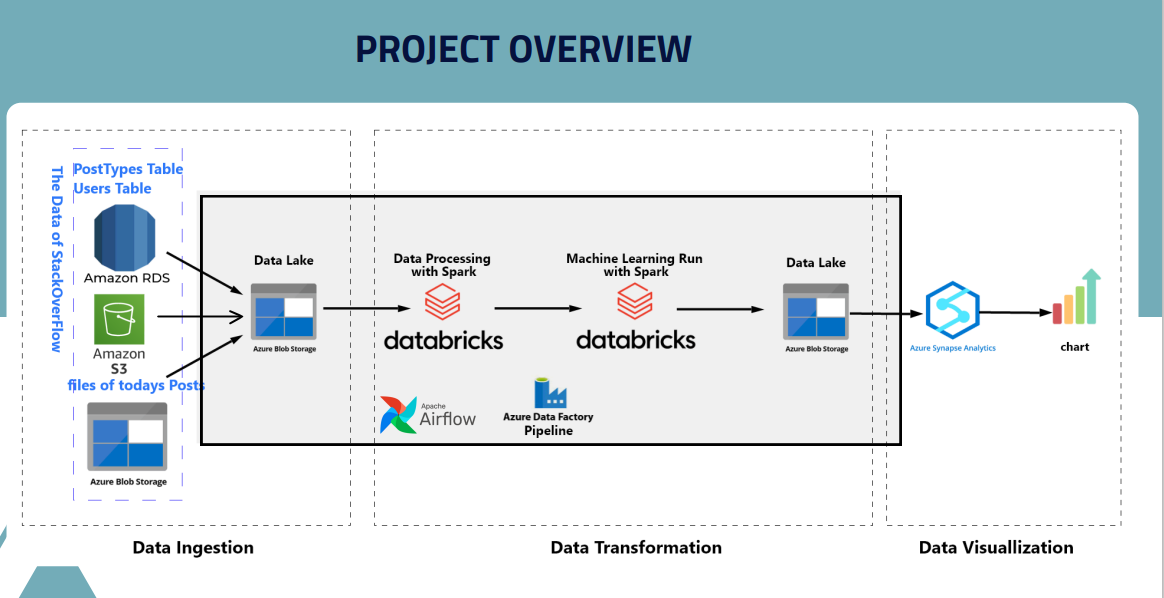 PROJECT OVERVIEW
The Data of StackOverFlow
PostTypes Table
Users Table
Amazon RDS
Amazon
S3
files of todays Posts
Azure Blob Storage
Data Lake
Azure Blob Storage
Data Processing
with Spark
databricks
Machine Learning Run
with Spark
databricks
Data Lake
Azure Blob Storage
APACHE
Airflow
Azure Data Factory
Pipeline
Azure Synapse Analytics
chart
Data Ingestion
Data Transformation
Data Visuallization